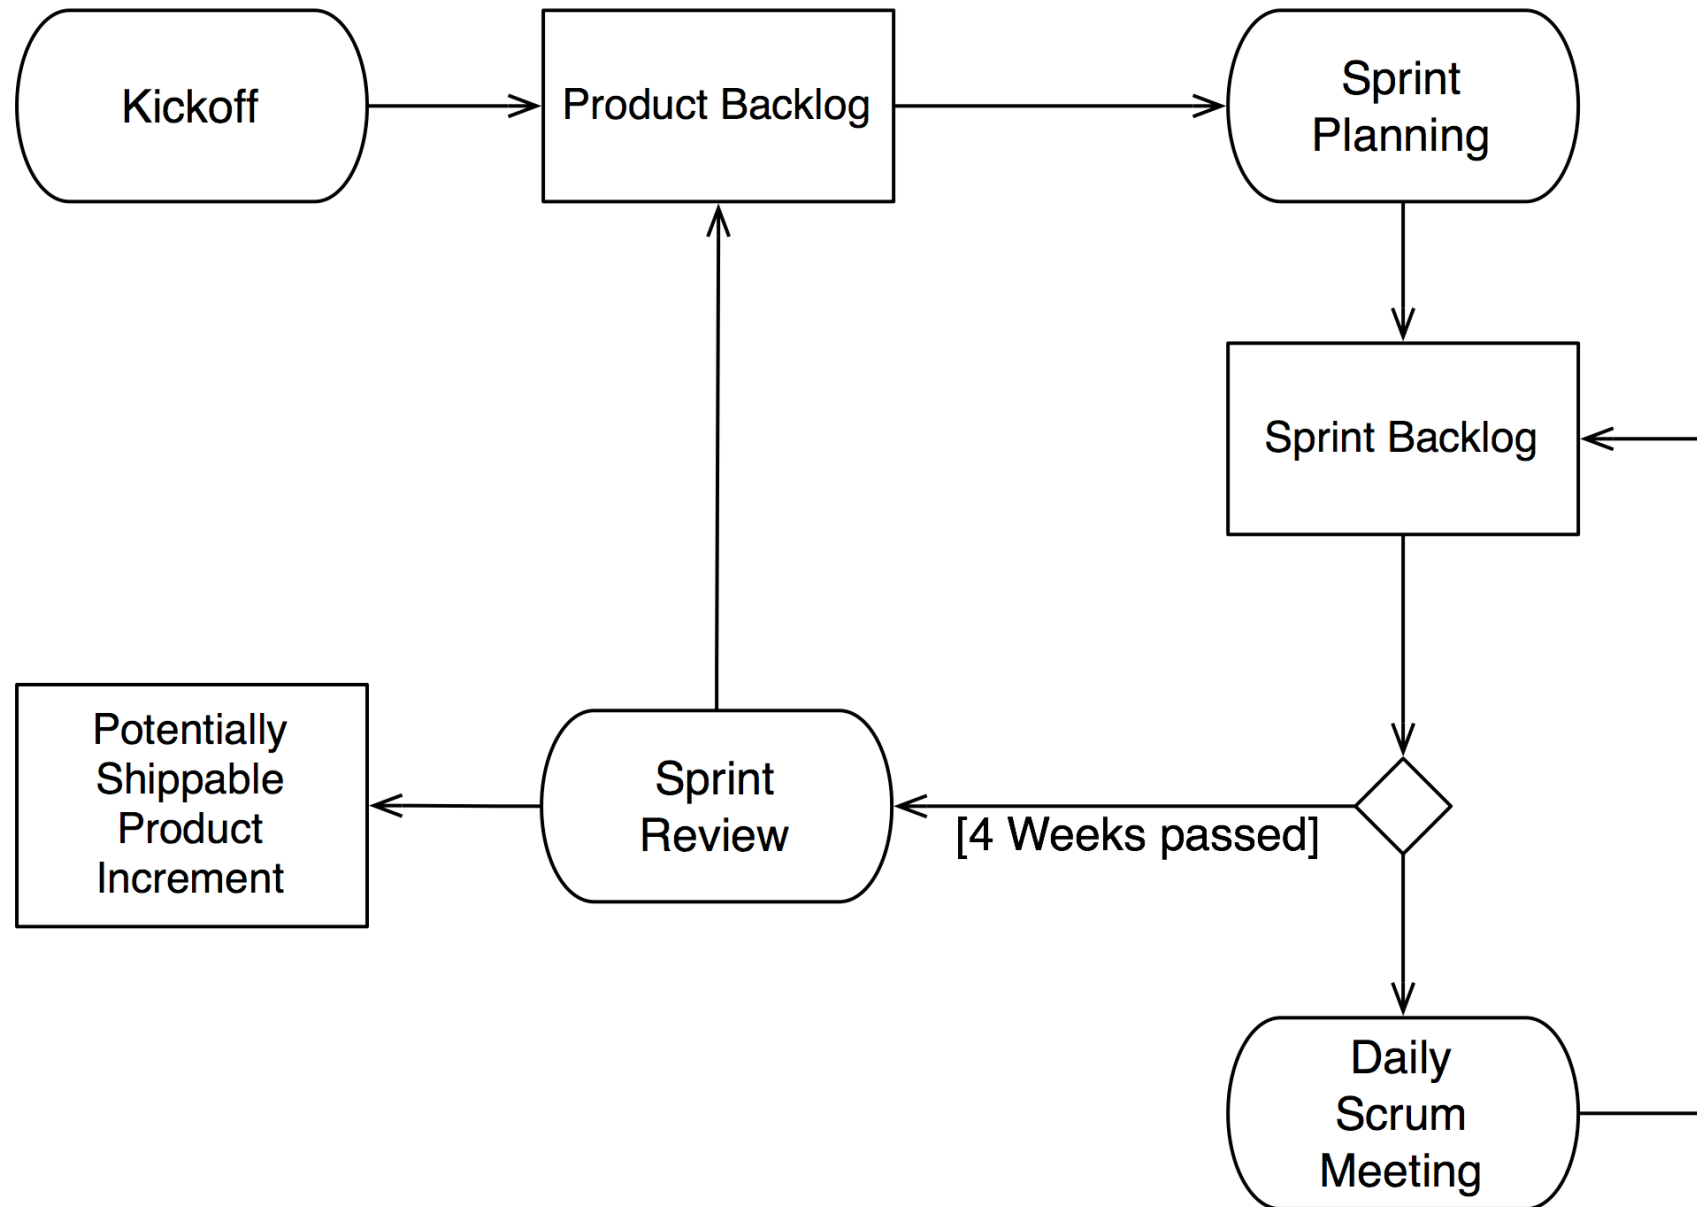 Kickoff
Product Backlog
Sprint
Planning
Sprint Backlog
Potentially
Shippable
Product
Increment
Sprint
Review
[4 Weeks passed]
Daily
Scrum
Meeting